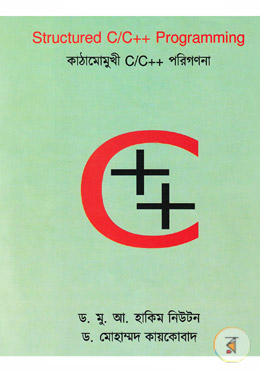 Structured C/C++ Programming
কাঠামোমুখী C/C++ পরিগণনা
C++
ড. মু. আ. হাকিম নিউটন
ড. মোহাম্মদ কায়কোবাদ